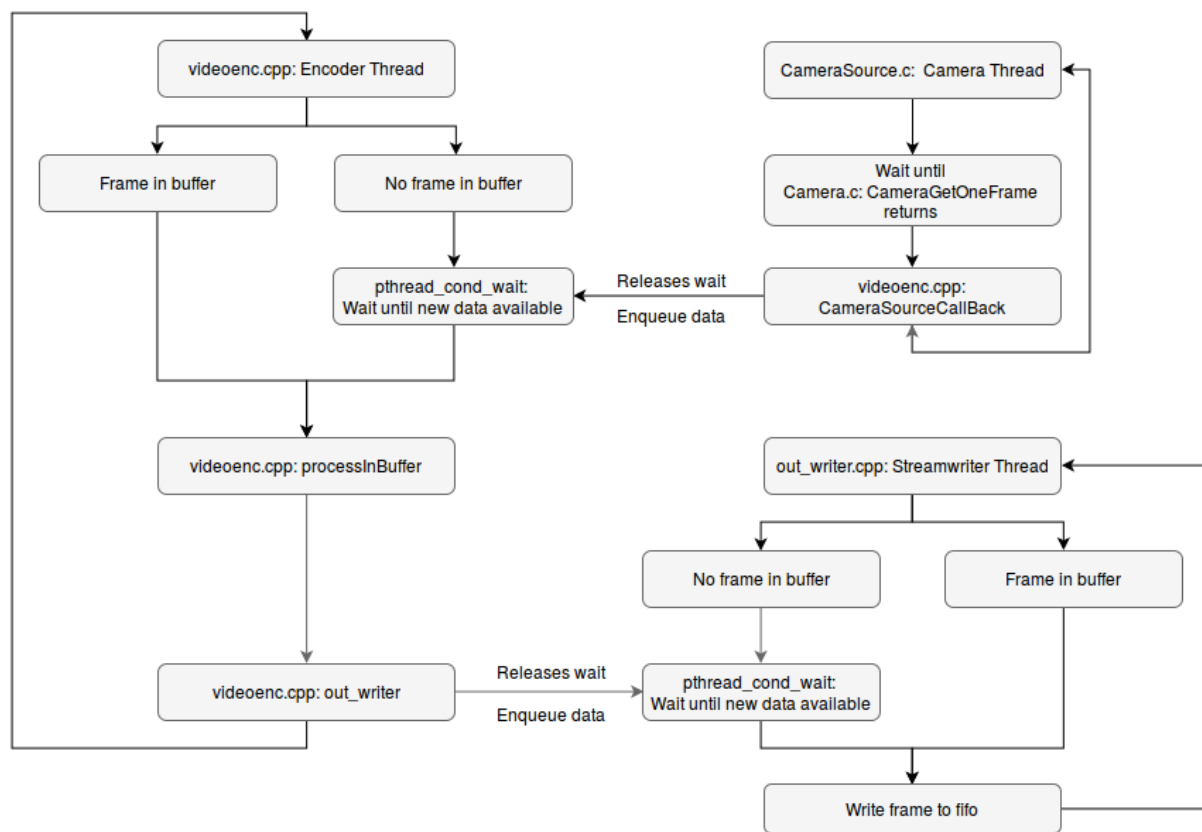 videoenc.cpp: Encoder Thread
CameraSource.c: Camera Thread
Frame in buffer
No frame in buffer
Wait until
Camera.c: CameraGetOneFrame
returns
pthread_cond_wait:
Wait until new data available
Releases wait
Enqueue data
videoenc.cpp:
CameraSourceCallBack
videoenc.cpp: processInBuffer
out_writer.cpp: Streamwriter Thread
No frame in buffer
Frame in buffer
videoenc.cpp: out_writer
Releases wait
Enqueue data
pthread_cond_wait:
Wait until new data available
Write frame to fifo